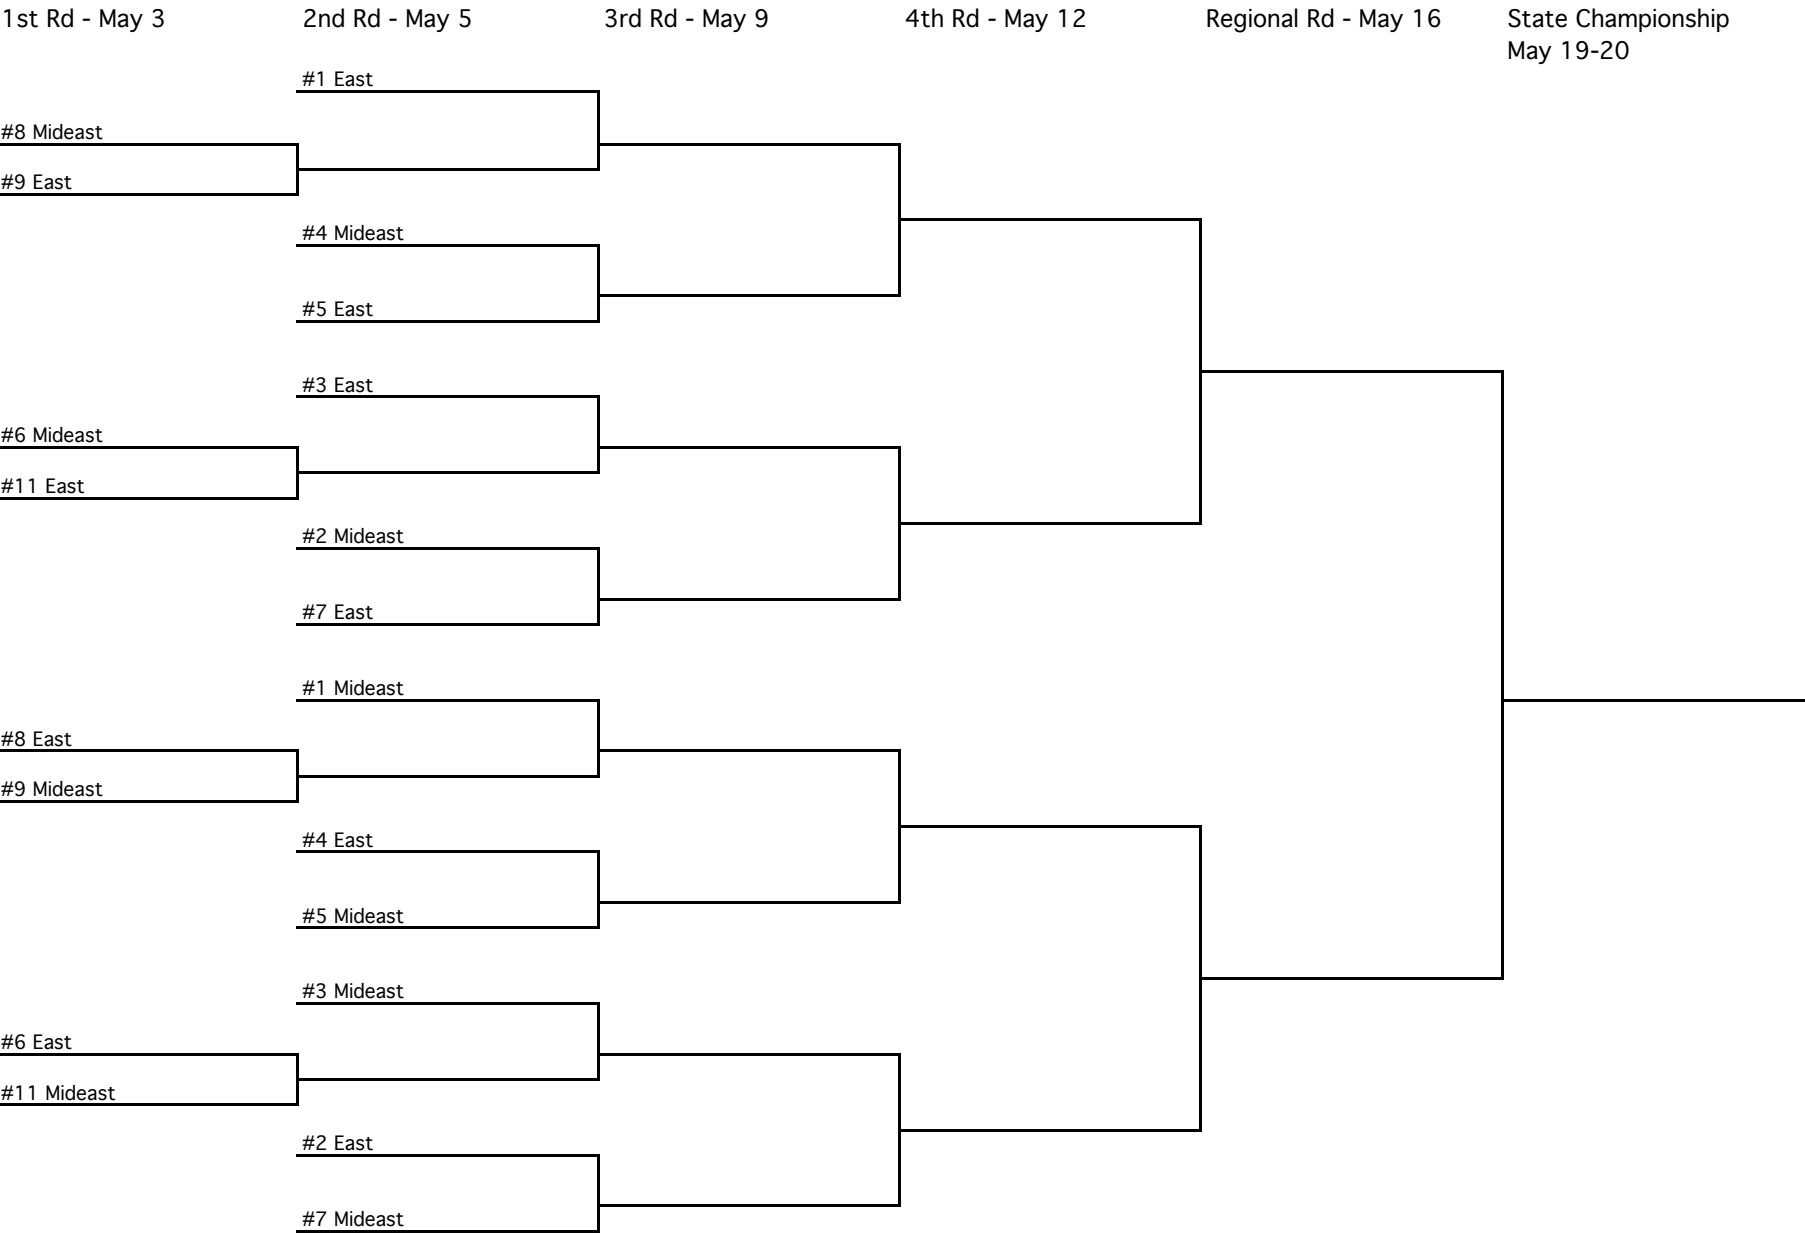 1st Rd - May 3
2nd Rd - May 5
3rd Rd - May 9
4th Rd - May 12
Regional Rd - May 16
State Championship
May 19-20
#1 East
#8 Mideast
#9 East
#4 Mideast
#5 East
#3 East
#6 Mideast
#11 East
#2 Mideast
#7 East
#1 Mideast
#8 East
#9 Mideast
#4 East
#5 Mideast
#3 Mideast
#6 East
#11 Mideast
#2 East
#7 Mideast